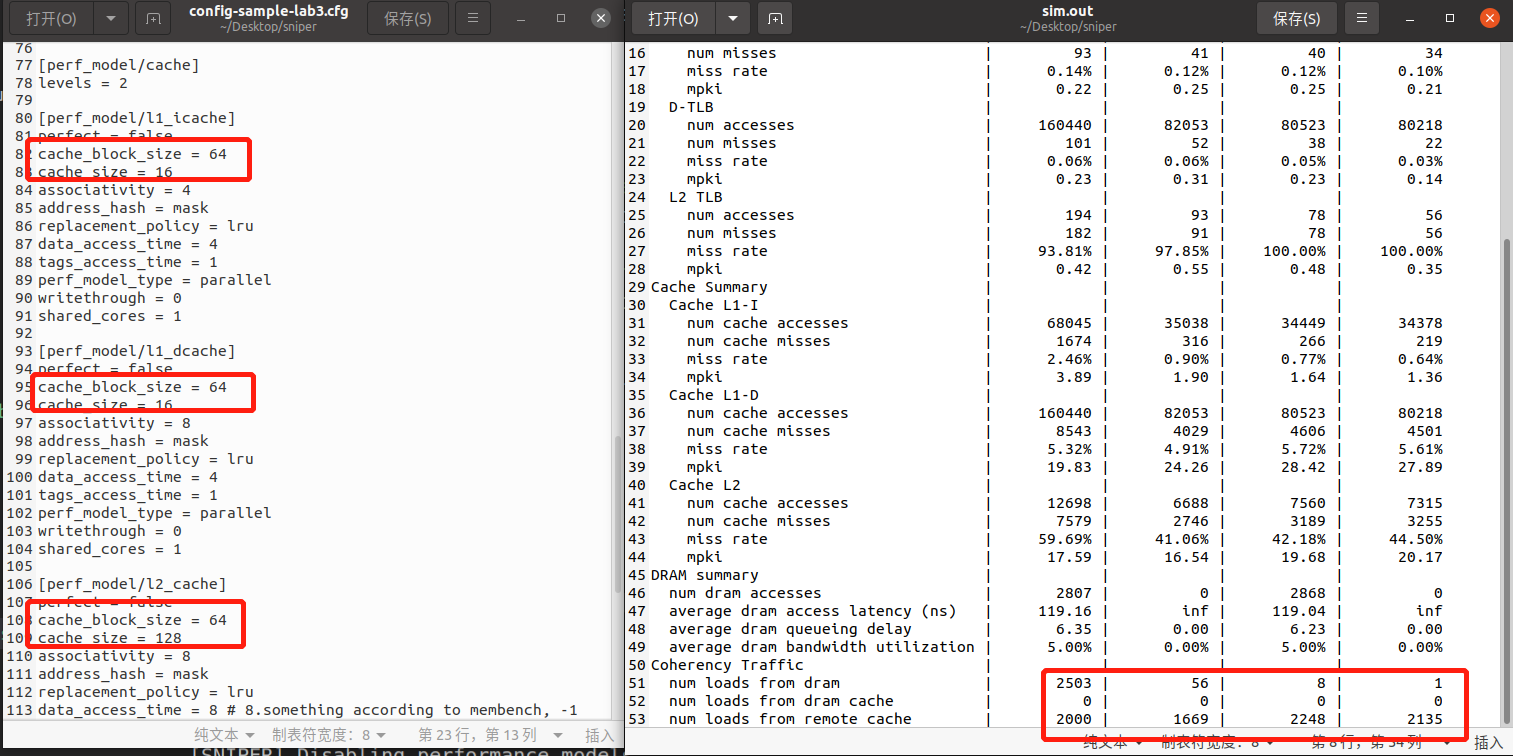 打开(O)
config-sample-lab3.cfg
~/Desktop/sniper
保存(S)
76
77 [perf_model/cache]
78 levels = 2
79
80 [perf_model/l1_icache]
81 perfect = false
82 cache_block_size = 64
83 cache_size = 16
84 associativity = 4
85 address_hash = mask
86 replacement_policy = lru
87 data_access_time = 4
88 tags_access_time = 1
89 perf_model_type = parallel
90 writethrough = 0
91 shared_cores = 1
92
93 [perf_model/l1_dcache]
94 perfect = false
95 cache_block_size = 64
96 cache_size = 16
97 associativity = 8
98 address_hash = mask
99 replacement_policy = lru
100 data_access_time = 4
101 tags_access_time = 1
102 perf_model_type = parallel
103 writethrough = 0
104 shared_cores = 1
105
106 [perf_model/l2_cache]
107 perfect = false
108 cache_block_size = 64
109 cache_size = 128
110 associativity = 8
111 address_hash = mask
112 replacement_policy = lru
113 data_access_time = 8 # 8.something according to membench, -1
纯文本 制表符宽度：8 第 23 行，第 13 列 插入
[SNIPER] Disabling performance model
打开(O)
sim.out
~/Desktop/sniper
保存(S)
16 num misses | 93 | 41 | 40 | 34
17 miss rate | 0.14% | 0.12% | 0.12% | 0.10%
18 mpki | 0.22 | 0.25 | 0.25 | 0.21
19 D-TLB | | | |
20 num accesses | 160440 | 82053 | 80523 | 80218
21 num misses | 101 | 52 | 38 | 22
22 miss rate | 0.06% | 0.06% | 0.05% | 0.03%
23 mpki | 0.23 | 0.31 | 0.23 | 0.14
24 L2 TLB | | | |
25 num accesses | 194 | 93 | 78 | 56
26 num misses | 182 | 91 | 78 | 56
27 miss rate | 93.81% | 97.85% | 100.00% | 100.00%
28 mpki | 0.42 | 0.55 | 0.48 | 0.35
29 Cache Summary | | | |
30 Cache L1-I | | | |
31 num cache accesses | 68045 | 35038 | 34449 | 34378
32 num cache misses | 1674 | 316 | 266 | 219
33 miss rate | 2.46% | 0.90% | 0.77% | 0.64%
34 mpki | 3.89 | 1.90 | 1.64 | 1.36
35 Cache L1-D | | | |
36 num cache accesses | 160440 | 82053 | 80523 | 80218
37 num cache misses | 8543 | 4029 | 4606 | 4501
38 miss rate | 5.32% | 4.91% | 5.72% | 5.61%
39 mpki | 19.83 | 24.26 | 28.42 | 27.89
40 Cache L2 | | | |
41 num cache accesses | 12698 | 6688 | 7560 | 7315
42 num cache misses | 7579 | 2746 | 3189 | 3255
43 miss rate | 59.69% | 41.06% | 42.18% | 44.50%
44 mpki | 17.59 | 16.54 | 19.68 | 20.17
45 DRAM summary | | | |
46 num dram accesses | 2807 | 0 | 2868 | 0
47 average dram access latency (ns) | 119.16 | inf | 119.04 | inf
48 average dram queueing delay | 6.35 | 0.00 | 6.23 | 0.00
49 average dram bandwidth utilization | 5.00% | 0.00% | 5.00% | 0.00%
50 Coherency Traffic | | | |
51 num loads from dram | 2503 | 56 | 8 | 1
52 num loads from dram cache | 0 | 0 | 0 | 0
53 num loads from remote cache | 2000 | 1669 | 2248 | 2135
纯文本 制表符宽度：8 第 8 行，第 34 列 插入